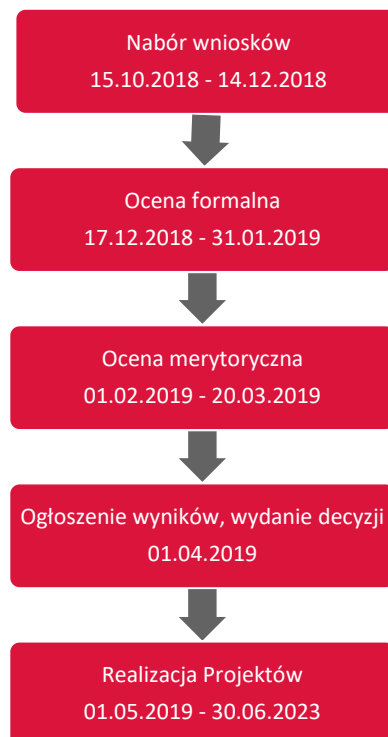 Nabór wniosków
15.10.2018 - 14.12.2018
Ocena formalna
17.12.2018 - 31.01.2019
Ocena merytoryczna
01.02.2019 - 20.03.2019
Ogłoszenie wyników, wydanie decyzji
01.04.2019
Realizacja Projektów
01.05.2019 - 30.06.2023